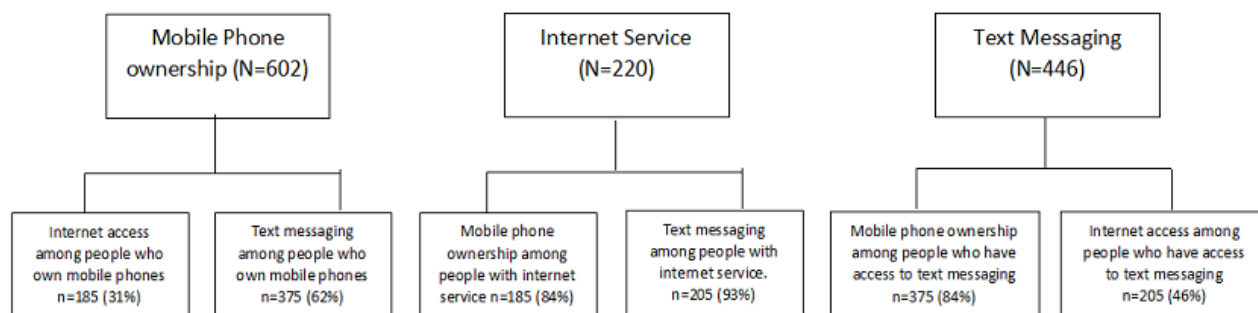 Mobile Phone
ownership (N=602)
Internet Service
(N=220)
Text Messaging
(N=446)
Internet access
among people who
own mobile phones
n=185 (31%)
Text messaging
among people who
own mobile phones
n=375 (62%)
Mobile phone
ownership among
people with internet
service n=185 (84%)
Text messaging
among people with
internet service.
n=205 (93%)
Mobile phone ownership
among people who have
access to text messaging
n=375 (84%)
Internet access among
people who have access
to text messaging
n=205 (46%)